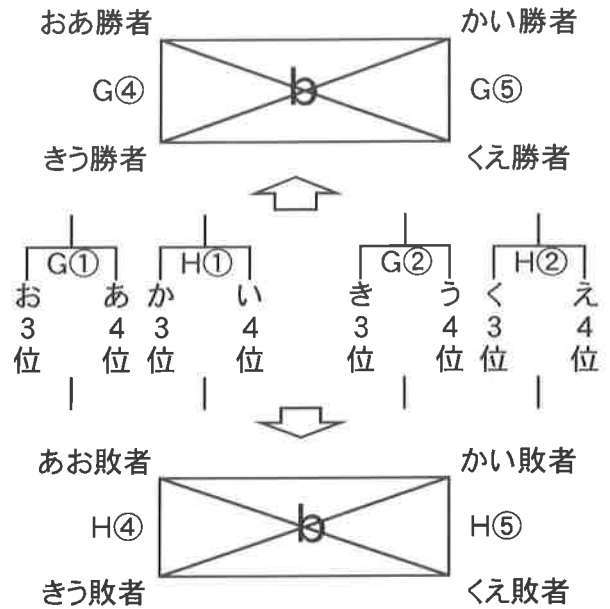 おあ勝者 かい勝者
G④ b G⑤
きう勝者 くえ勝者
G① H① G② H②
お3位 あ4位 か3位 い4位 き3位 う4位 く3位 え4位
あお敗者 かい敗者
H④ b H⑤
きう敗者 くえ敗者